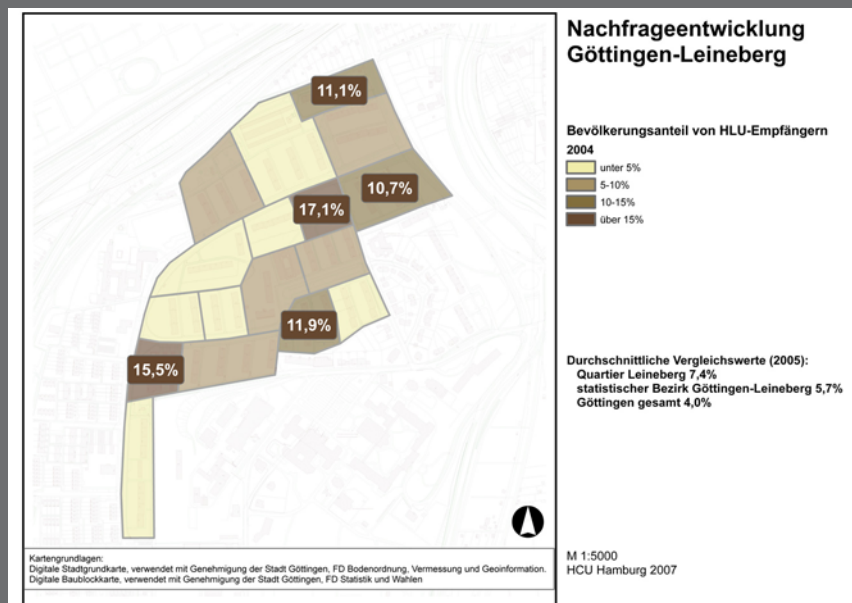 Nachfrageentwicklung
Göttingen-Leineberg
Bevölkerungsanteil von HLU-Empfängern
2004
unter 5%
5-10%
10-15%
über 15%
11,1%
10,7%
17,1%
11,9%
15,5%
Durchschnittliche Vergleichswerte (2005):
Quartier Leineberg 7,4%
statistischer Bezirk Göttingen-Leineberg 5,7%
Göttingen gesamt 4,0%
Kartengrundlagen:
Digitale Stadtgrundkarte, verwendet mit Genehmigung der Stadt Göttingen, FD Bodenordnung, Vermessung und Geoinformation.
Digitale Baublockkarte, verwendet mit Genehmigung der Stadt Göttingen, FD Statistik und Wahlen
M 1:5000
HCU Hamburg 2007